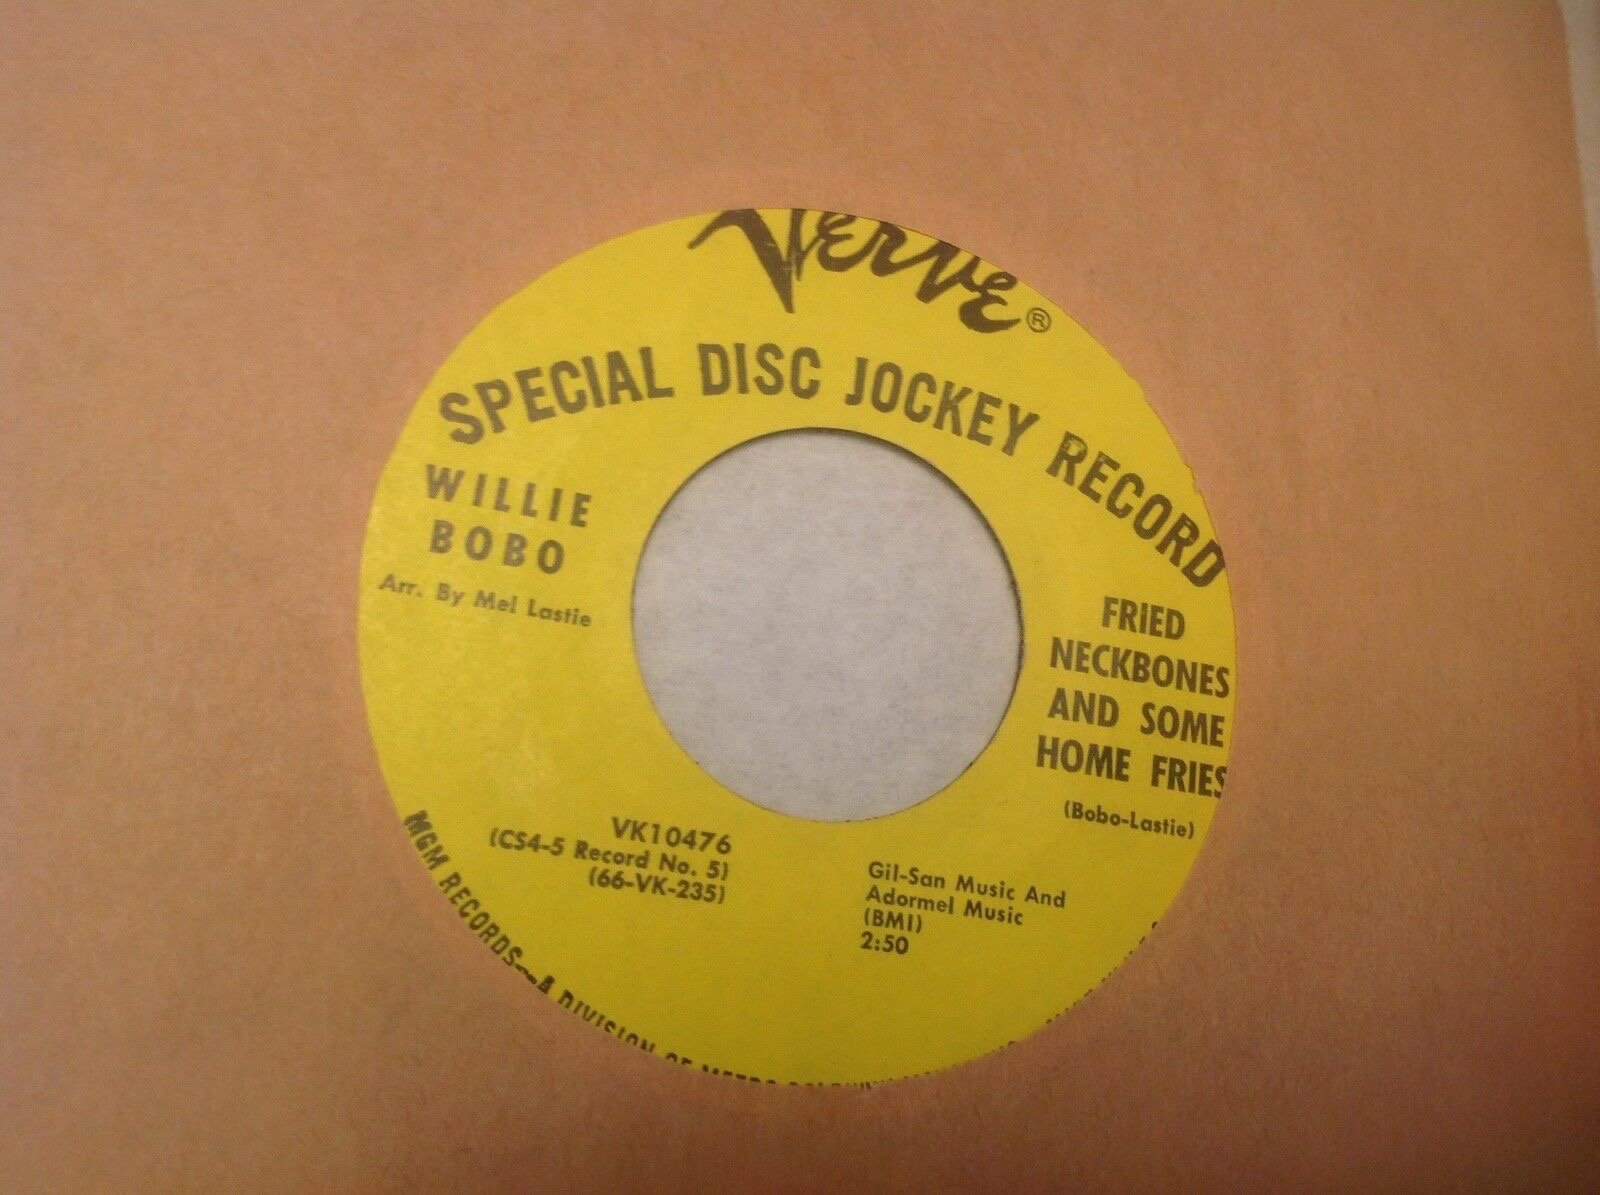 Verve®
SPECIAL DISC JOCKEY RECORD
WILLIE
BOBO
Arr. By Mel Lastie
FRIED
NECKBONES
AND SOME
HOME FRIES
(Bobo-Lastie)
VK10476
(CS4-5 Record No. 5)
(66-VK-235)
Gil-San Music And
Adormel Music
(BMI)
2:50
MGM RECORDS—A DIVISION OF METRO